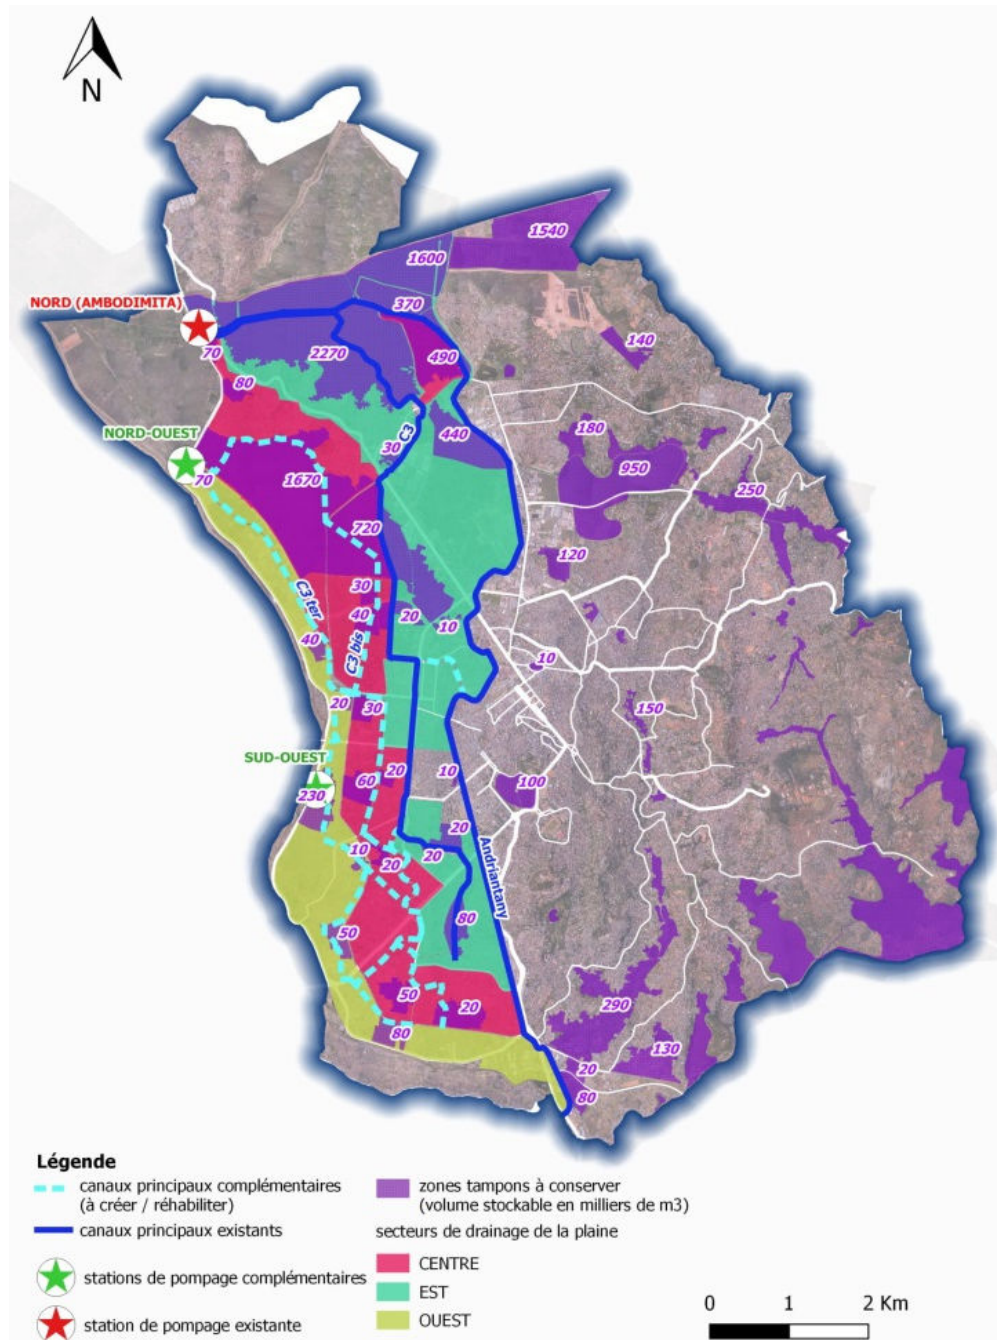 N
1540
1600
NORD (AMBODIMITA)
370
140
70
2270
490
80
NORD-OUEST
C3
30
440
180
950
70
1670
250
720
120
30
C3 ter
40
20
10
40
C3 bis
10
20
30
150
SUD-OUEST
60
20
10
100
230
20
10
20
20
Andriantany
80
50
50
20
290
80
130
20
80
Légende
canaux principaux complémentaires
(à créer / réhabiliter)
canaux principaux existants
stations de pompage complémentaires
station de pompage existante
zones tampons à conserver
(volume stockable en milliers de m3)
secteurs de drainage de la plaine
CENTRE
EST
OUEST
0 1 2 Km